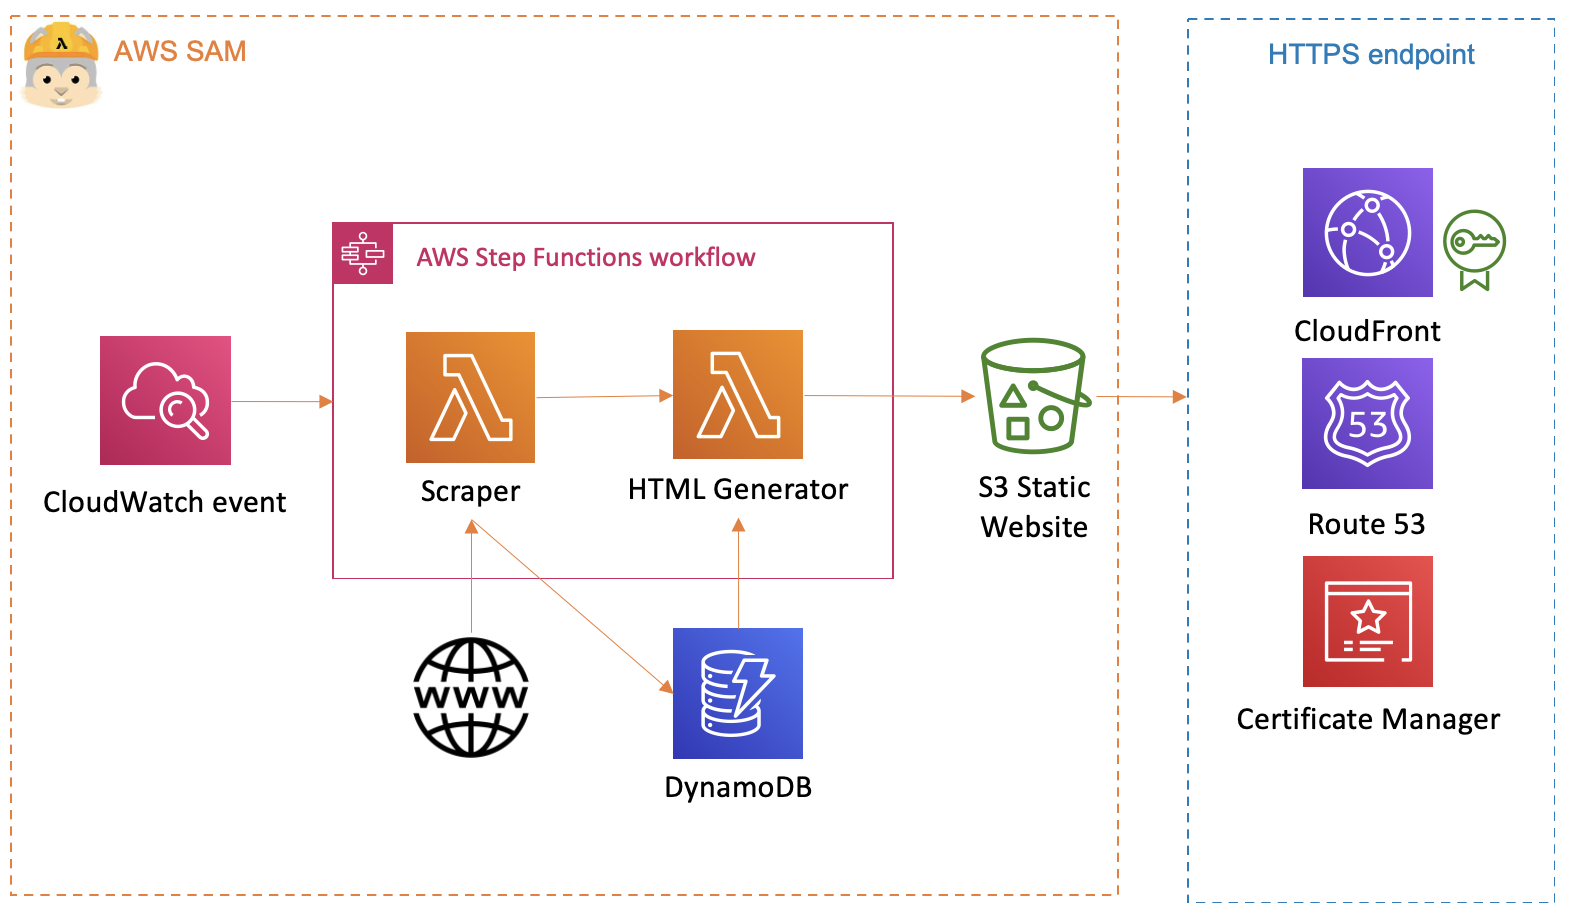 λ
AWS SAM
HTTPS endpoint
AWS Step Functions workflow
CloudFront
CloudWatch event
Scraper
HTML Generator
S3 Static
Website
53
Route 53
WWW
Certificate Manager
DynamoDB